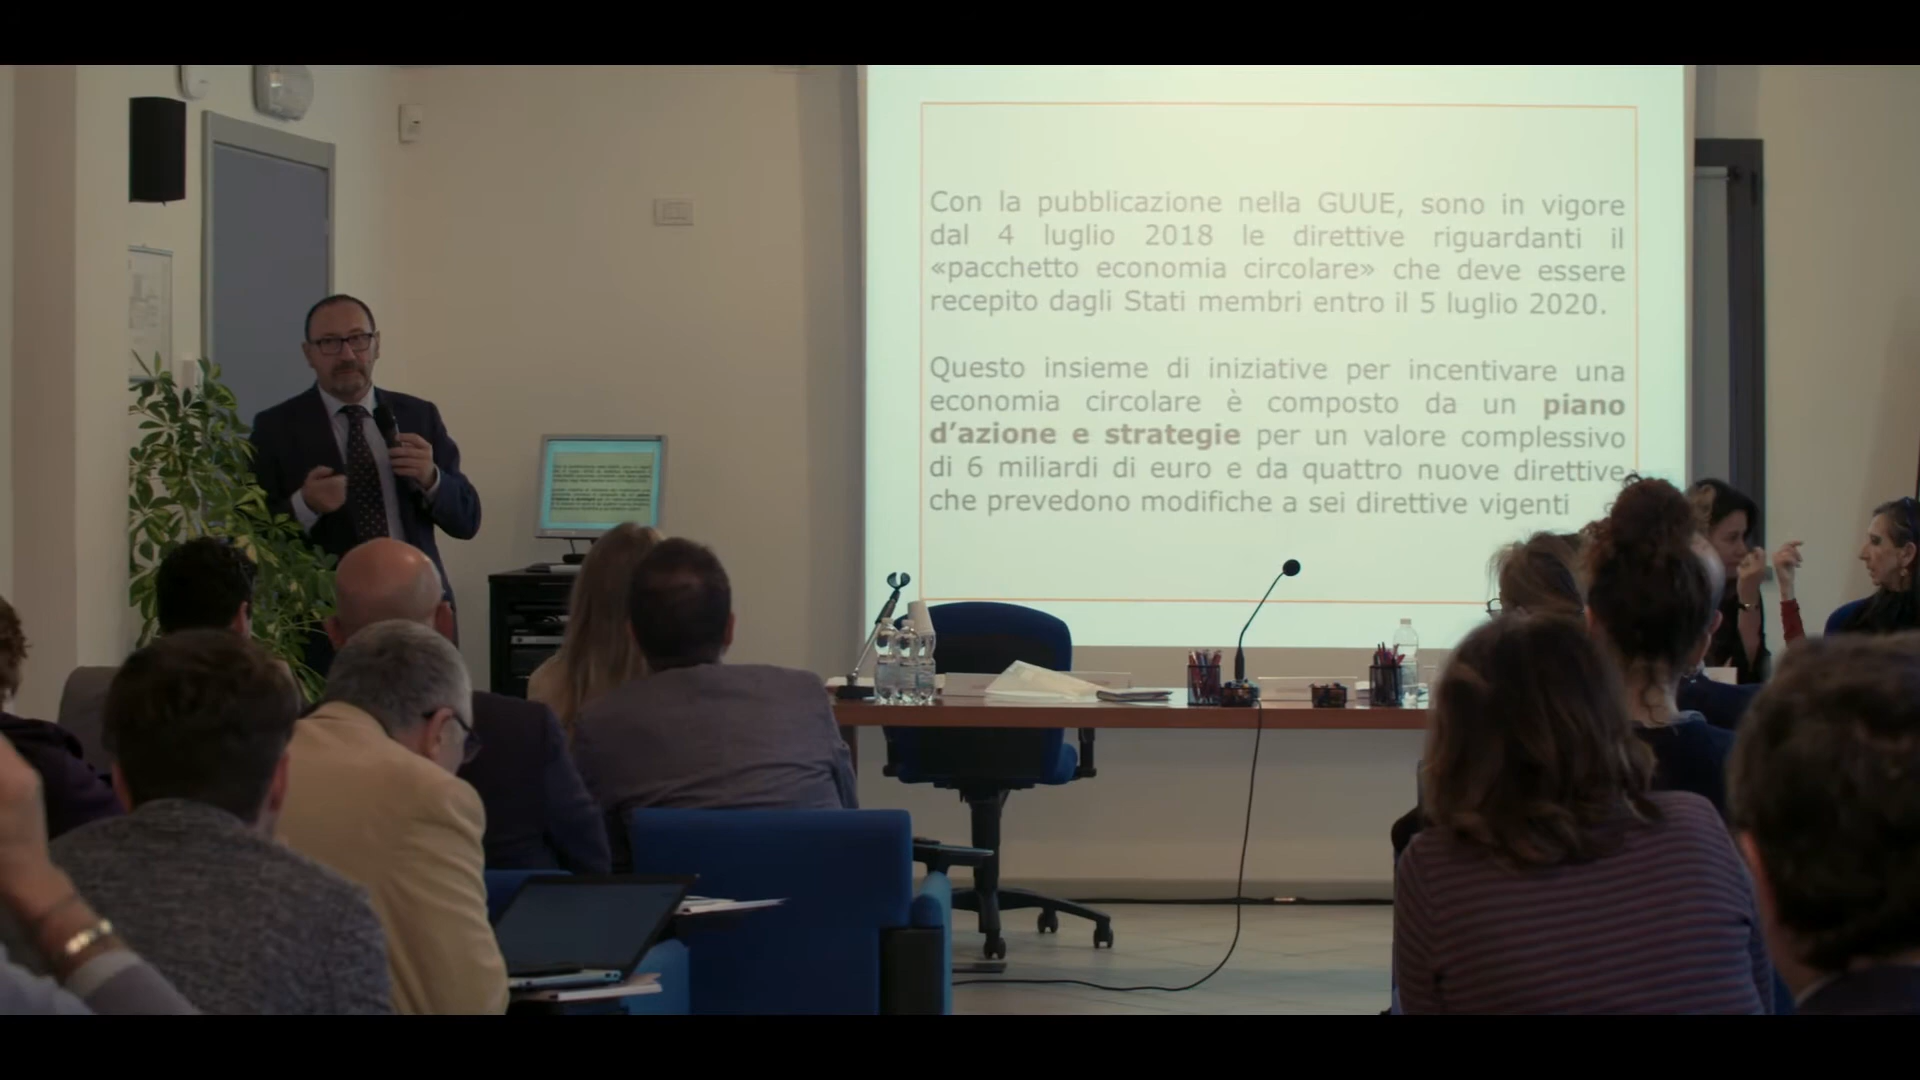 Con la pubblicazione nella GUUE, sono in vigore
dal 4 luglio 2018 le direttive riguardanti il
«pacchetto economia circolare» che deve essere
recepito dagli Stati membri entro il 5 luglio 2020.
Questo insieme di iniziative per incentivare una
economia circolare è composto da un piano
d’azione e strategie per un valore complessivo
di 6 miliardi di euro e da quattro nuove direttive
che prevedono modifiche a sei direttive vigenti